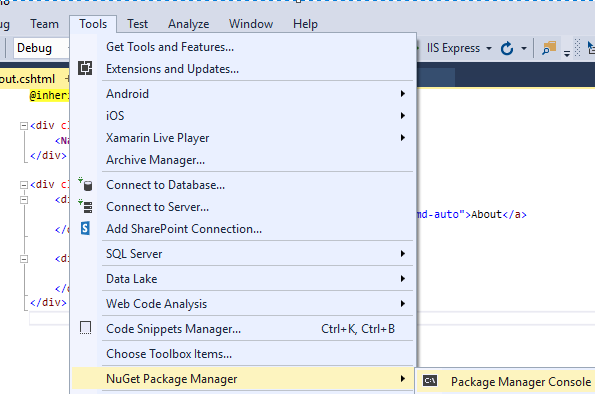 Team Tools Test Analyze Window Help
Debug IIS Express
Get Tools and Features...
out.cshtml
Extensions and Updates...
@inheri
Android
iOS
<div cl
Xamarin Live Player
<Na
</div>
Archive Manager...
Connect to Database...
<div cl
<di
Connect to Server...
md-auto">About</a>
</d
Add SharePoint Connection...
SQL Server
<di
Data Lake
</d
</div>
Web Code Analysis
Code Snippets Manager... Ctrl+K, Ctrl+B
Choose Toolbox Items...
NuGet Package Manager
C:\ Package Manager Console